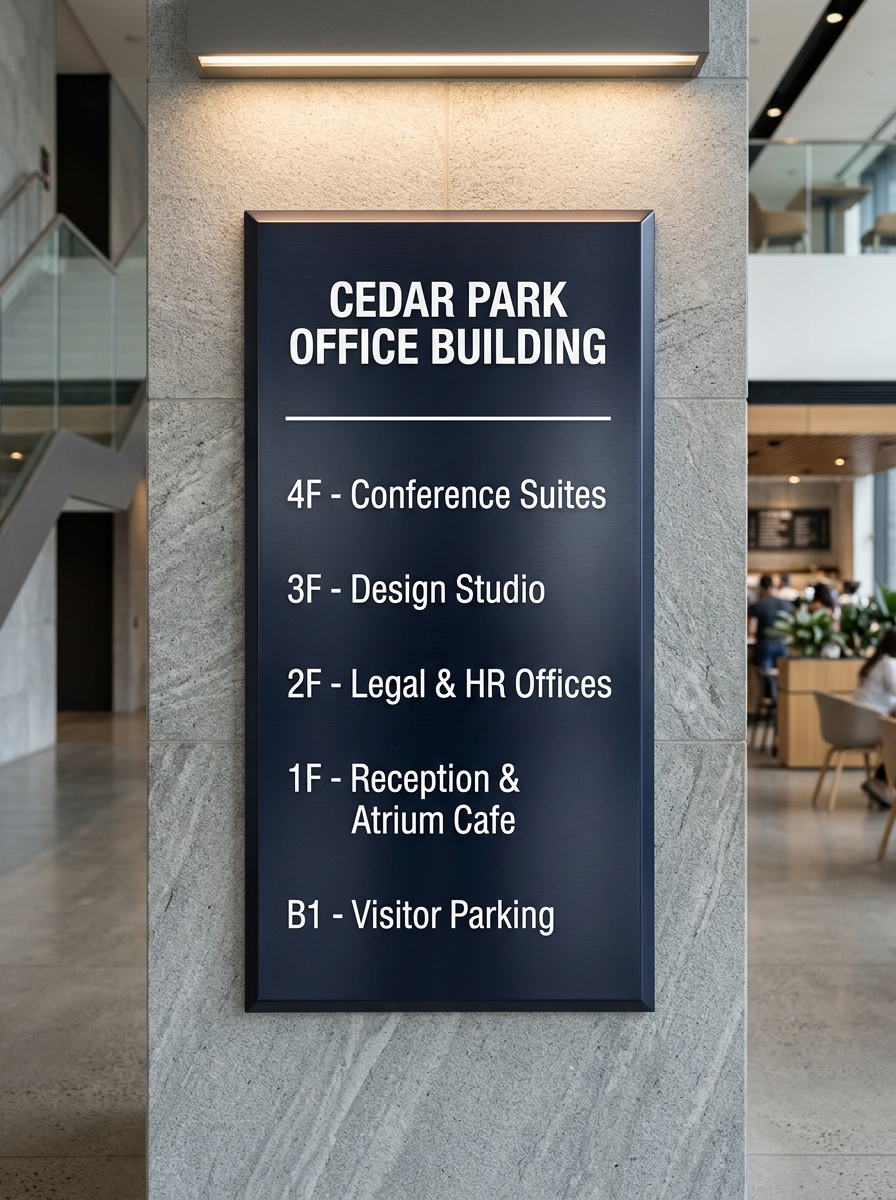 CEDAR PARK
OFFICE BUILDING
4F - Conference Suites
3F - Design Studio
2F - Legal & HR Offices
1F - Reception &
Atrium Cafe
B1 - Visitor Parking